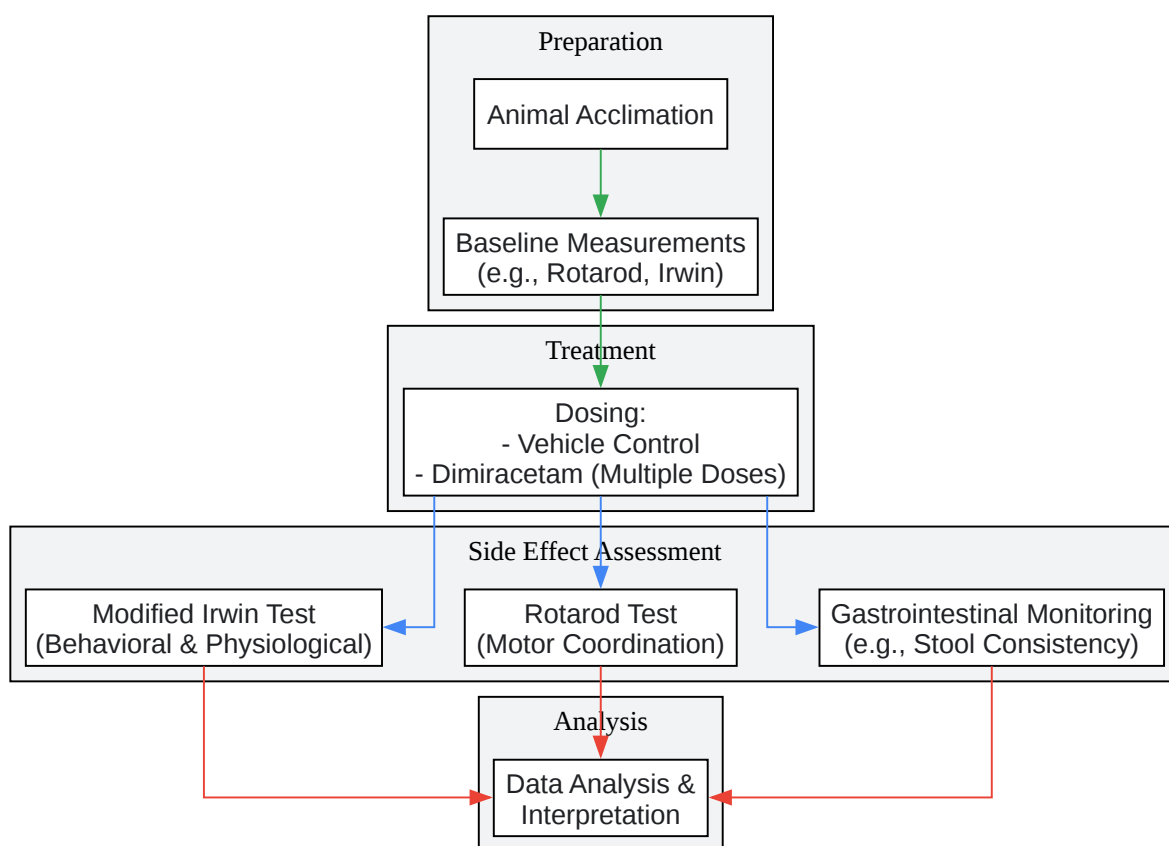 Preparation
Animal Acclimation
Baseline Measurements
(e.g., Rotarod, Irwin)
Treatment
Dosing:
- Vehicle Control
- Dimiracetam (Multiple Doses)
Side Effect Assessment
Modified Irwin Test
(Behavioral & Physiological)
Rotarod Test
(Motor Coordination)
Gastrointestinal Monitoring
(e.g., Stool Consistency)
Analysis
Data Analysis &
Interpretation